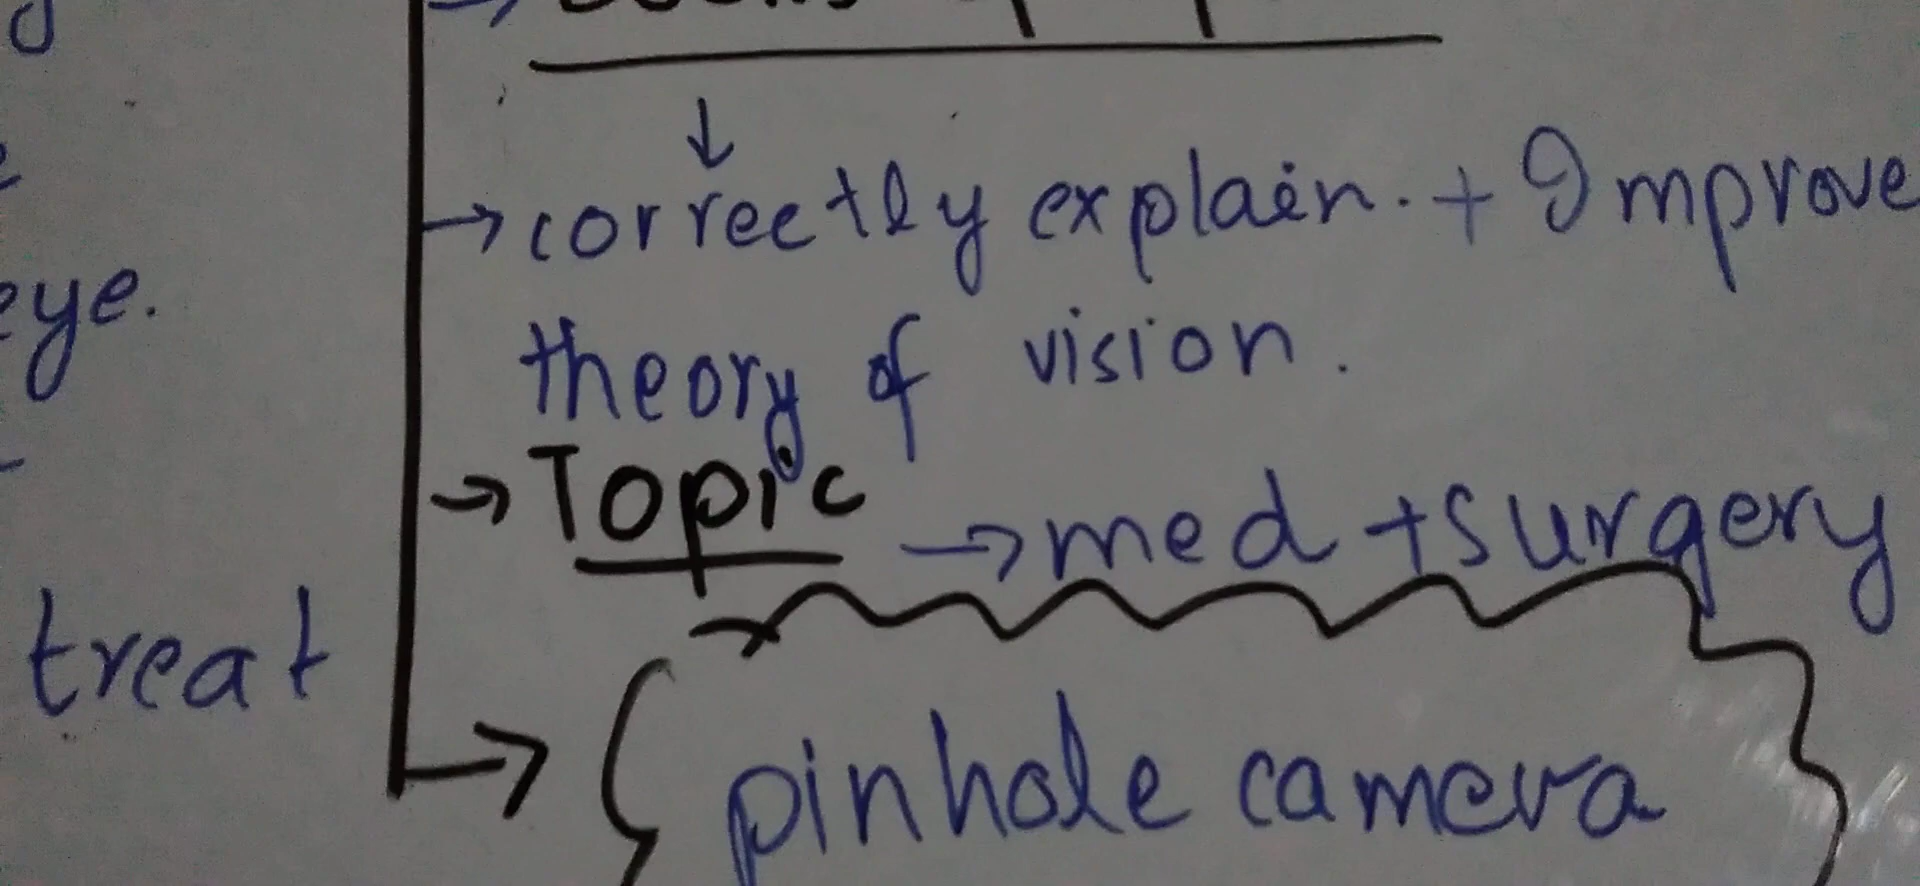 → correctly explain. + Improve
theory of vision.
→ Topic → med + surgery
→ pinhole camera
eye.
treat